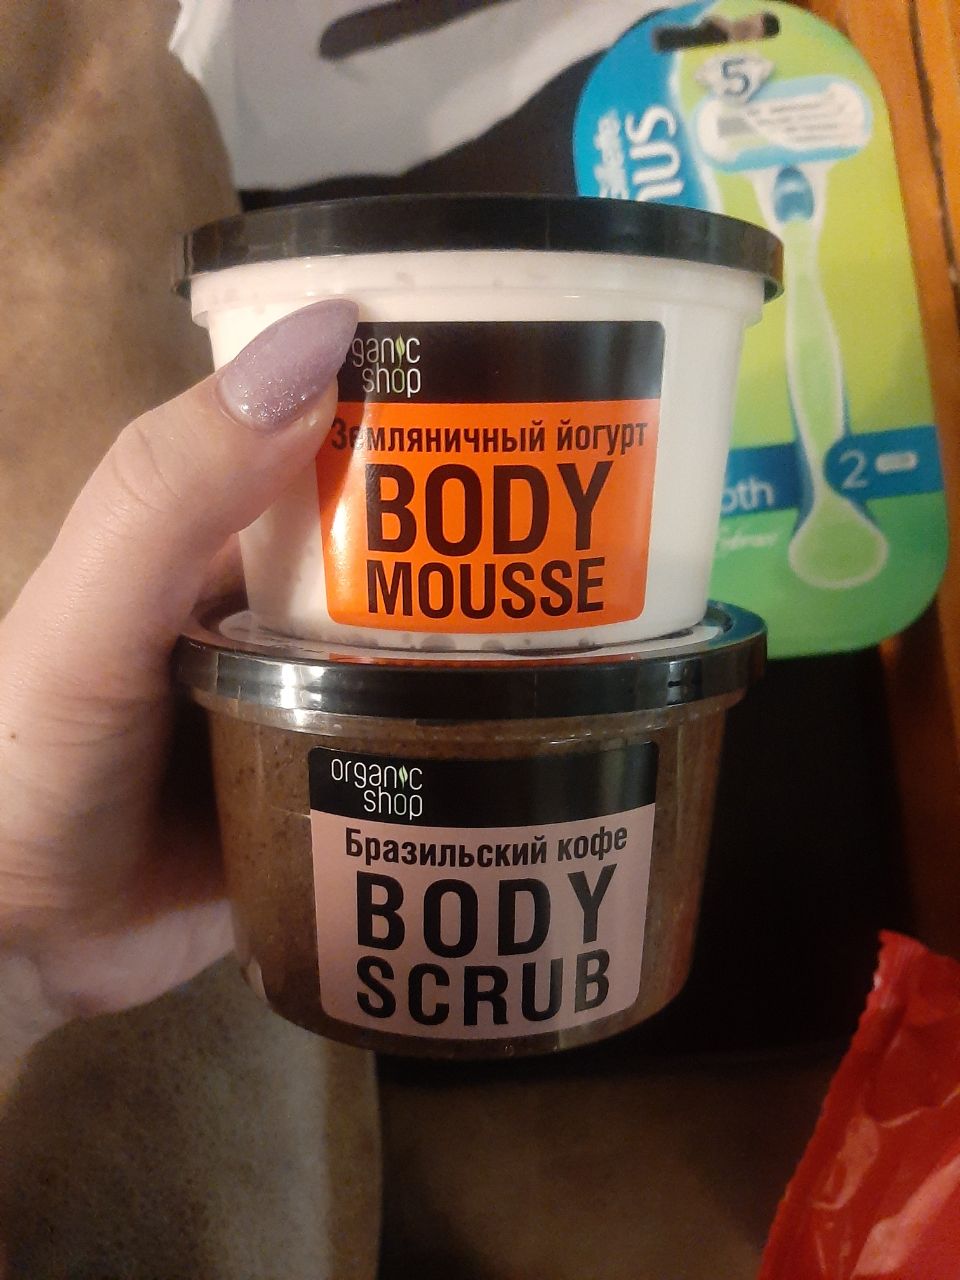 5
organic
shop
Земляничный йогурт
BODY
MOUSSE
2
organic
shop
Бразильский кофе
BODY
SCRUB